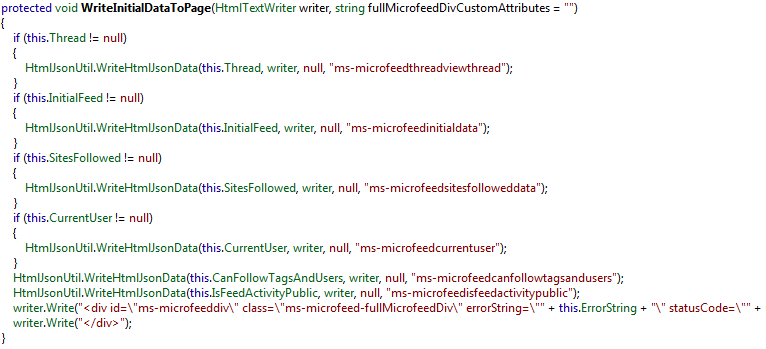 protected void WriteInitialDataToPage(HtmlTextWriter writer, string fullMicrofeedDivCustomAttributes = "")
{
if (this.Thread != null)
{
HtmlJsonUtil.WriteHtmlJsonData(this.Thread, writer, null, "ms-microfeedthreadviewthread");
}
if (this.InitialFeed != null)
{
HtmlJsonUtil.WriteHtmlJsonData(this.InitialFeed, writer, null, "ms-microfeedinitialdata");
}
if (this.SitesFollowed != null)
{
HtmlJsonUtil.WriteHtmlJsonData(this.SitesFollowed, writer, null, "ms-microfeedsitesfolloweddata");
}
if (this.CurrentUser != null)
{
HtmlJsonUtil.WriteHtmlJsonData(this.CurrentUser, writer, null, "ms-microfeedcurrentuser");
}
HtmlJsonUtil.WriteHtmlJsonData(this.CanFollowTagsAndUsers, writer, null, "ms-microfeedcanfollowtagsandusers");
HtmlJsonUtil.WriteHtmlJsonData(this.IsFeedActivityPublic, writer, null, "ms-microfeedisfeedactivitypublic");
writer.Write("<div id=\"ms-microfeeddiv\" class=\"ms-microfeed-fullMicrofeedDiv\" errorString=\"" + this.ErrorString + "\" statusCode=\"" +
writer.Write("</div>");
}